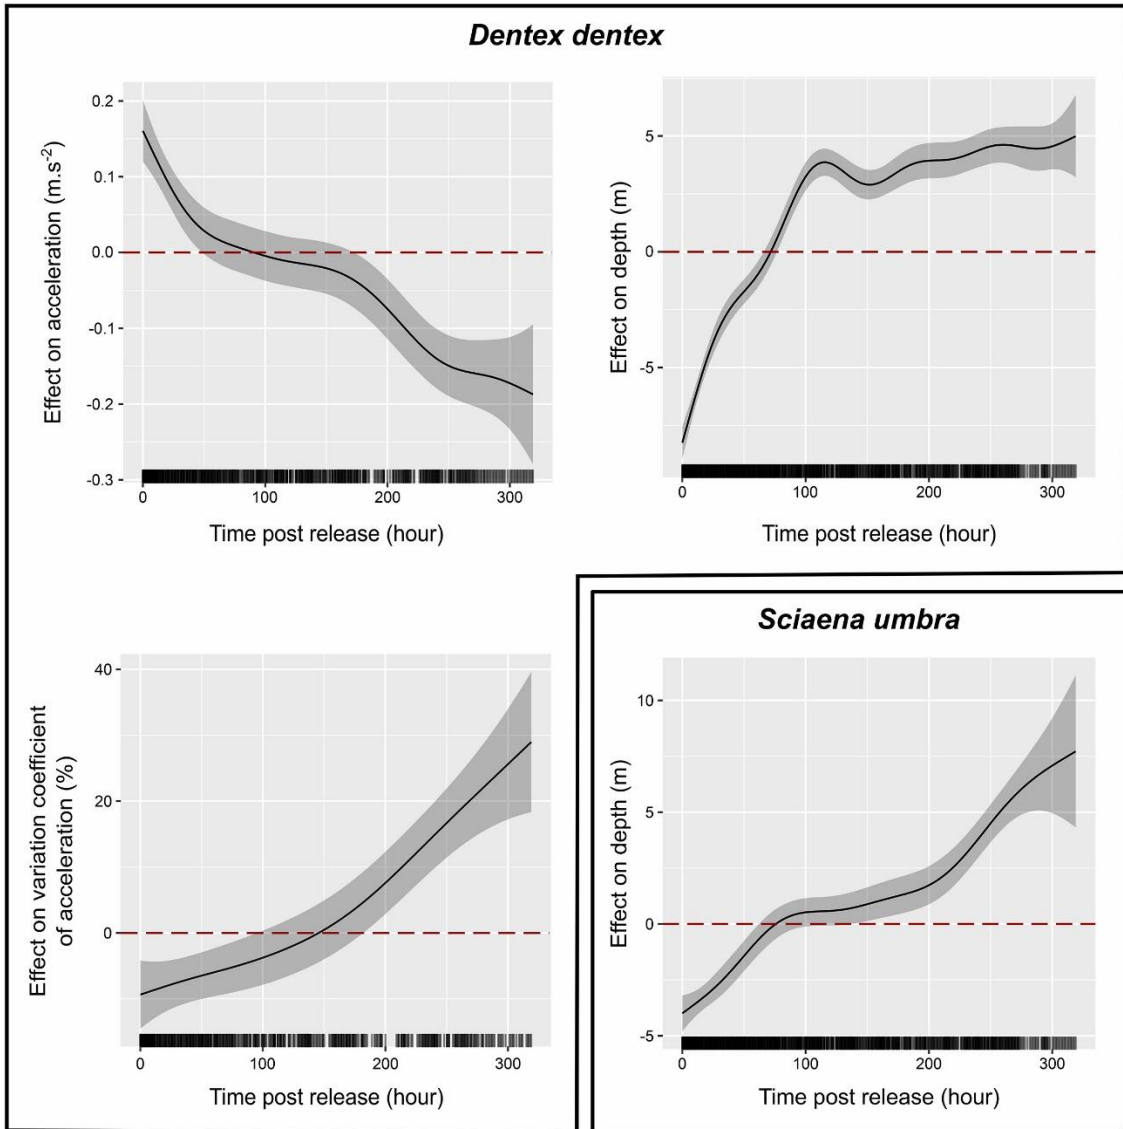 Dentex dentex
Effect on acceleration (m.s-2)
0.2
0.1
0.0
-0.1
-0.2
-0.3
0 100 200 300
Time post release (hour)
Effect on depth (m)
5
0
-5
0 100 200 300
Time post release (hour)
Effect on variation coefficient
of acceleration (%)
40
20
0
0 100 200 300
Time post release (hour)
Sciaena umbra
Effect on depth (m)
10
5
0
-5
0 100 200 300
Time post release (hour)